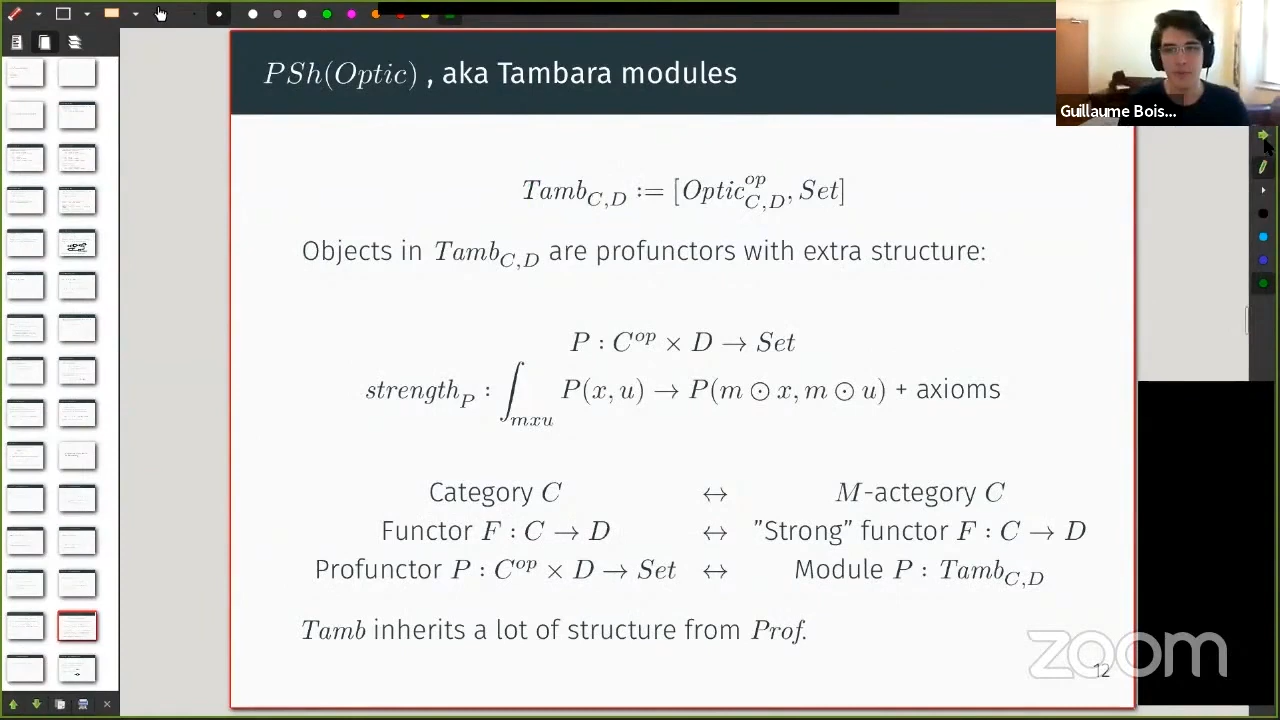 PSh(Optic) , aka Tambara modules
Guillaume Bois...
Tamb_{C,D} := [Optic^{op}_{C,D}, Set]
Objects in Tamb_{C,D} are profunctors with extra structure:
P : C^{op} × D → Set
strength_P : ∫_{mxu} P(x, u) → P(m ⊙ x, m ⊙ u) + axioms
Category C ↔ M-actegory C
Functor F : C → D ↔ ”Strong” functor F : C → D
Profunctor P : C^{op} × D → Set ↔ Module P : Tamb_{C,D}
Tamb inherits a lot of structure from Prof.
zoom
12